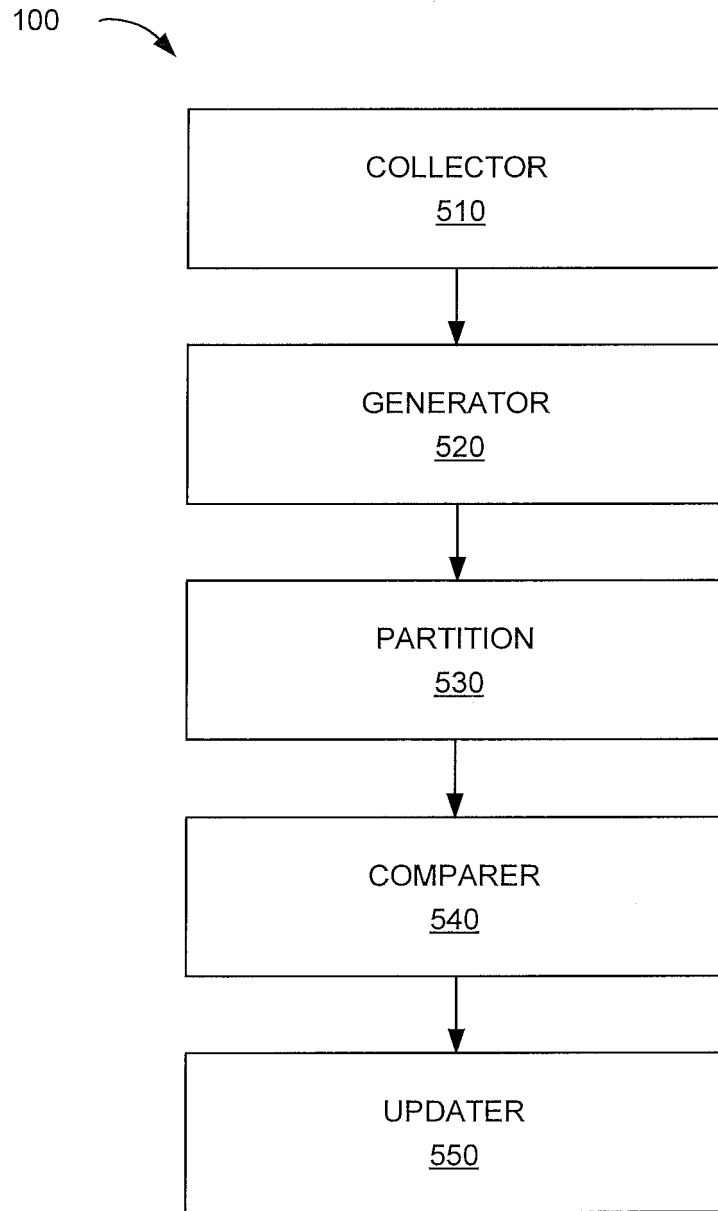 100
COLLECTOR
510
GENERATOR
520
PARTITION
530
COMPARER
540
UPDATER
550